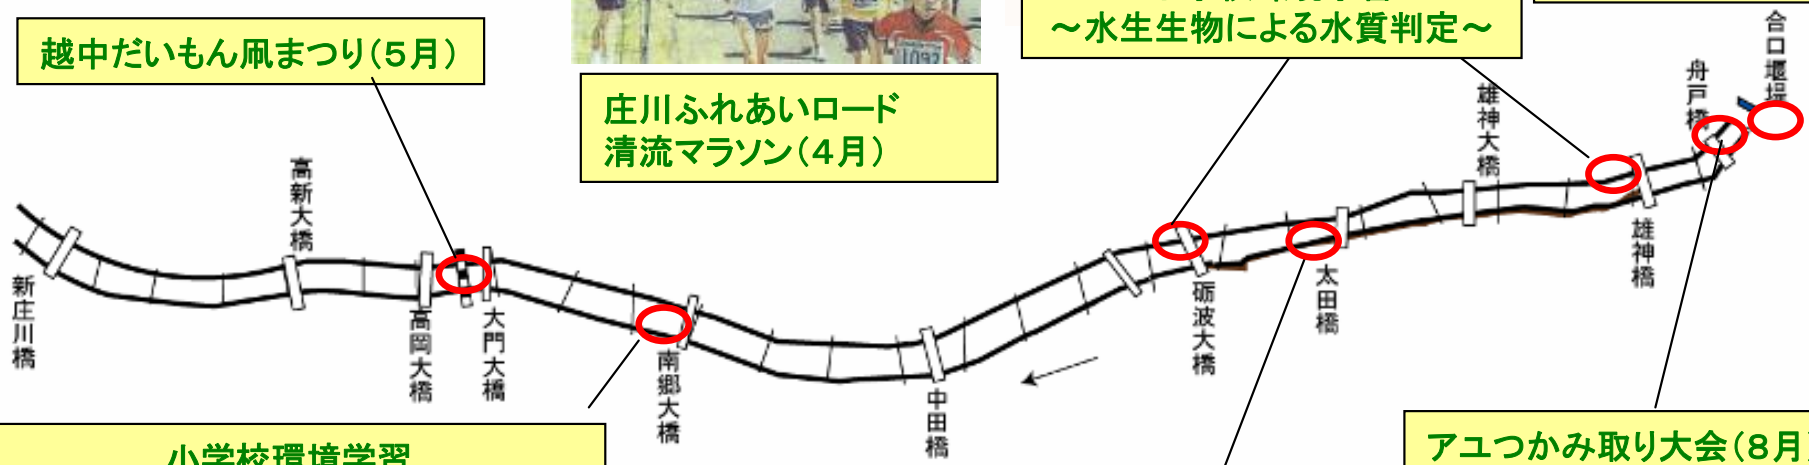 越中だいもん凧まつり(5月)
1092
庄川ふれあいロード
清流マラソン(4月)
~水生生物による水質判定~
合口堰堤
舟戸橋
雄神大橋
雄神橋
太田橋
砺波大橋
中田橋
南郷大橋
大門大橋
高岡大橋
高新大橋
新庄川橋
小学校環境学習
アユつかみ取り大会(8月)